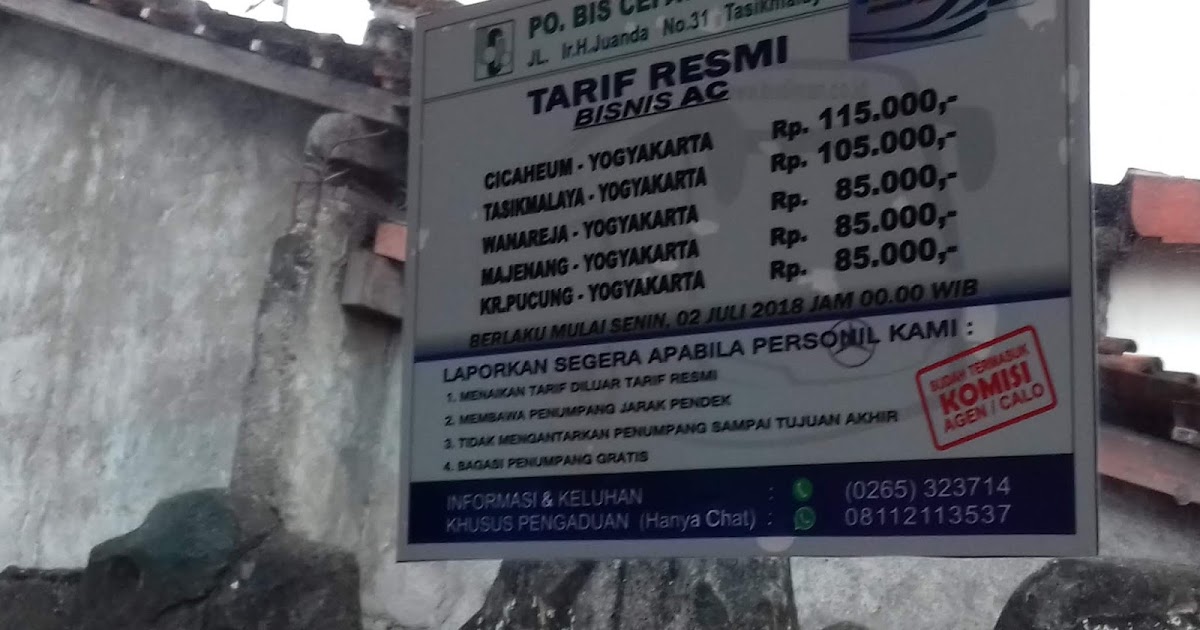 PO. BIS
JL. Ir.H.Juanda No.31 Tasikmalay
TARIF RESMI
BISNIS AC
CICAHEUM - YOGYAKARTA Rp. 115.000,-
TASIKMALAYA - YOGYAKARTA Rp. 105.000,-
WANAREJA - YOGYAKARTA Rp. 85.000,-
MAJENANG - YOGYAKARTA Rp. 85.000,-
KR.PUCUNG - YOGYAKARTA Rp. 85.000,-
BERLAKU MULAI SENIN, 02 JULI 2018 JAM 00.00 WIB
LAPORKAN SEGERA APABILA PERSONIL KAMI :
1. MENAIKAN TARIF DILUAR TARIF RESMI
2. MEMBAWA PENUMPANG JARAK PENDEK
3. TIDAK MENGANTARKAN PENUMPANG SAMPAI TUJUAN AKHIR
4. BAGASI PENUMPANG GRATIS
SUDAH TERMASUK
KOMISI
AGEN / CALO
INFORMASI & KELUHAN : (0265) 323714
KHUSUS PENGADUAN (Hanya Chat) : 08112113537